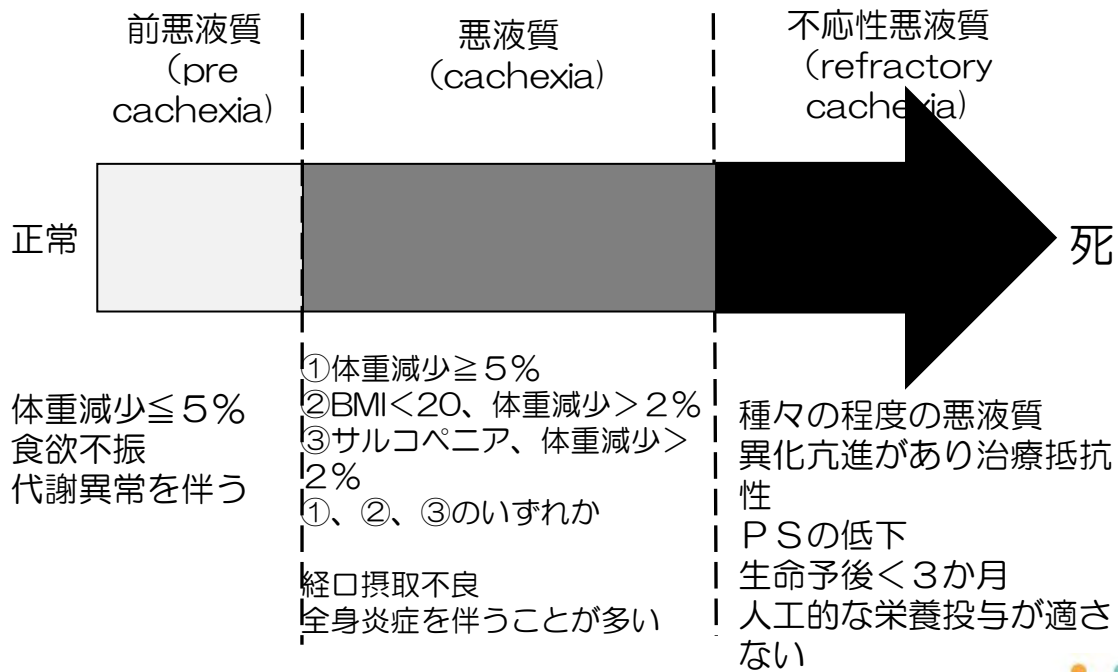 前悪液質
（pre
cachexia)
悪液質
（cachexia)
不応性悪液質
（refractory
cachexia)
正常
死
体重減少≦５％
食欲不振
代謝異常を伴う
①体重減少≧５％
②BMI<20、体重減少＞２％
③サルコペニア、体重減少＞
２％
①、②、③のいずれか
経口摂取不良
全身炎症を伴うことが多い
種々の程度の悪液質
異化亢進があり治療抵抗
性
ＰＳの低下
生命予後＜３か月
人工的な栄養投与が適さ
ない